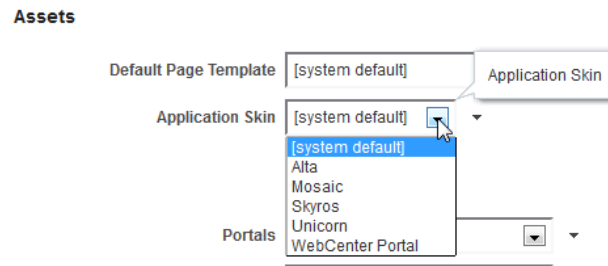 Assets
Default Page Template [system default]
Application Skin
Application Skin [system default]
[system default]
Alta
Mosaic
Skyros
Unicorn
Portals
WebCenter Portal